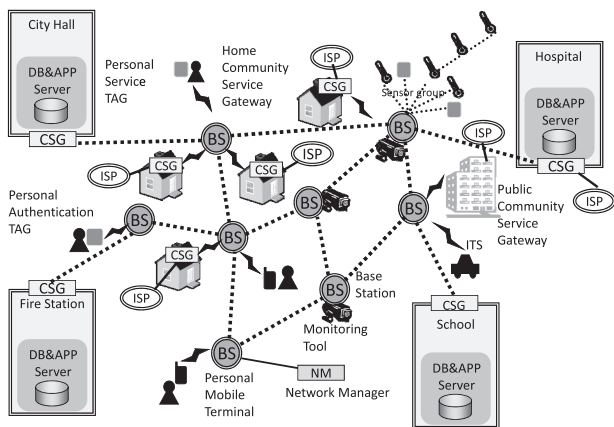 City Hall
DB&APP
Server
CSG
Personal
Service
TAG
Home
Community
Service
Gateway
ISP
CSG
Sensor group
Hospital
DB&APP
Server
CSG
ISP
BS
BS
ISP
ISP
CSG
CSG
ISP
Public
Community
Service
Gateway
Personal
Authentication
TAG
BS
BS
BS
BS
CSG
ISP
ITS
CSG
Fire Station
DB&APP
Server
BS
Base
Station
Monitoring
Tool
CSG
School
DB&APP
Server
BS
Personal
Mobile
Terminal
NM
Network Manager